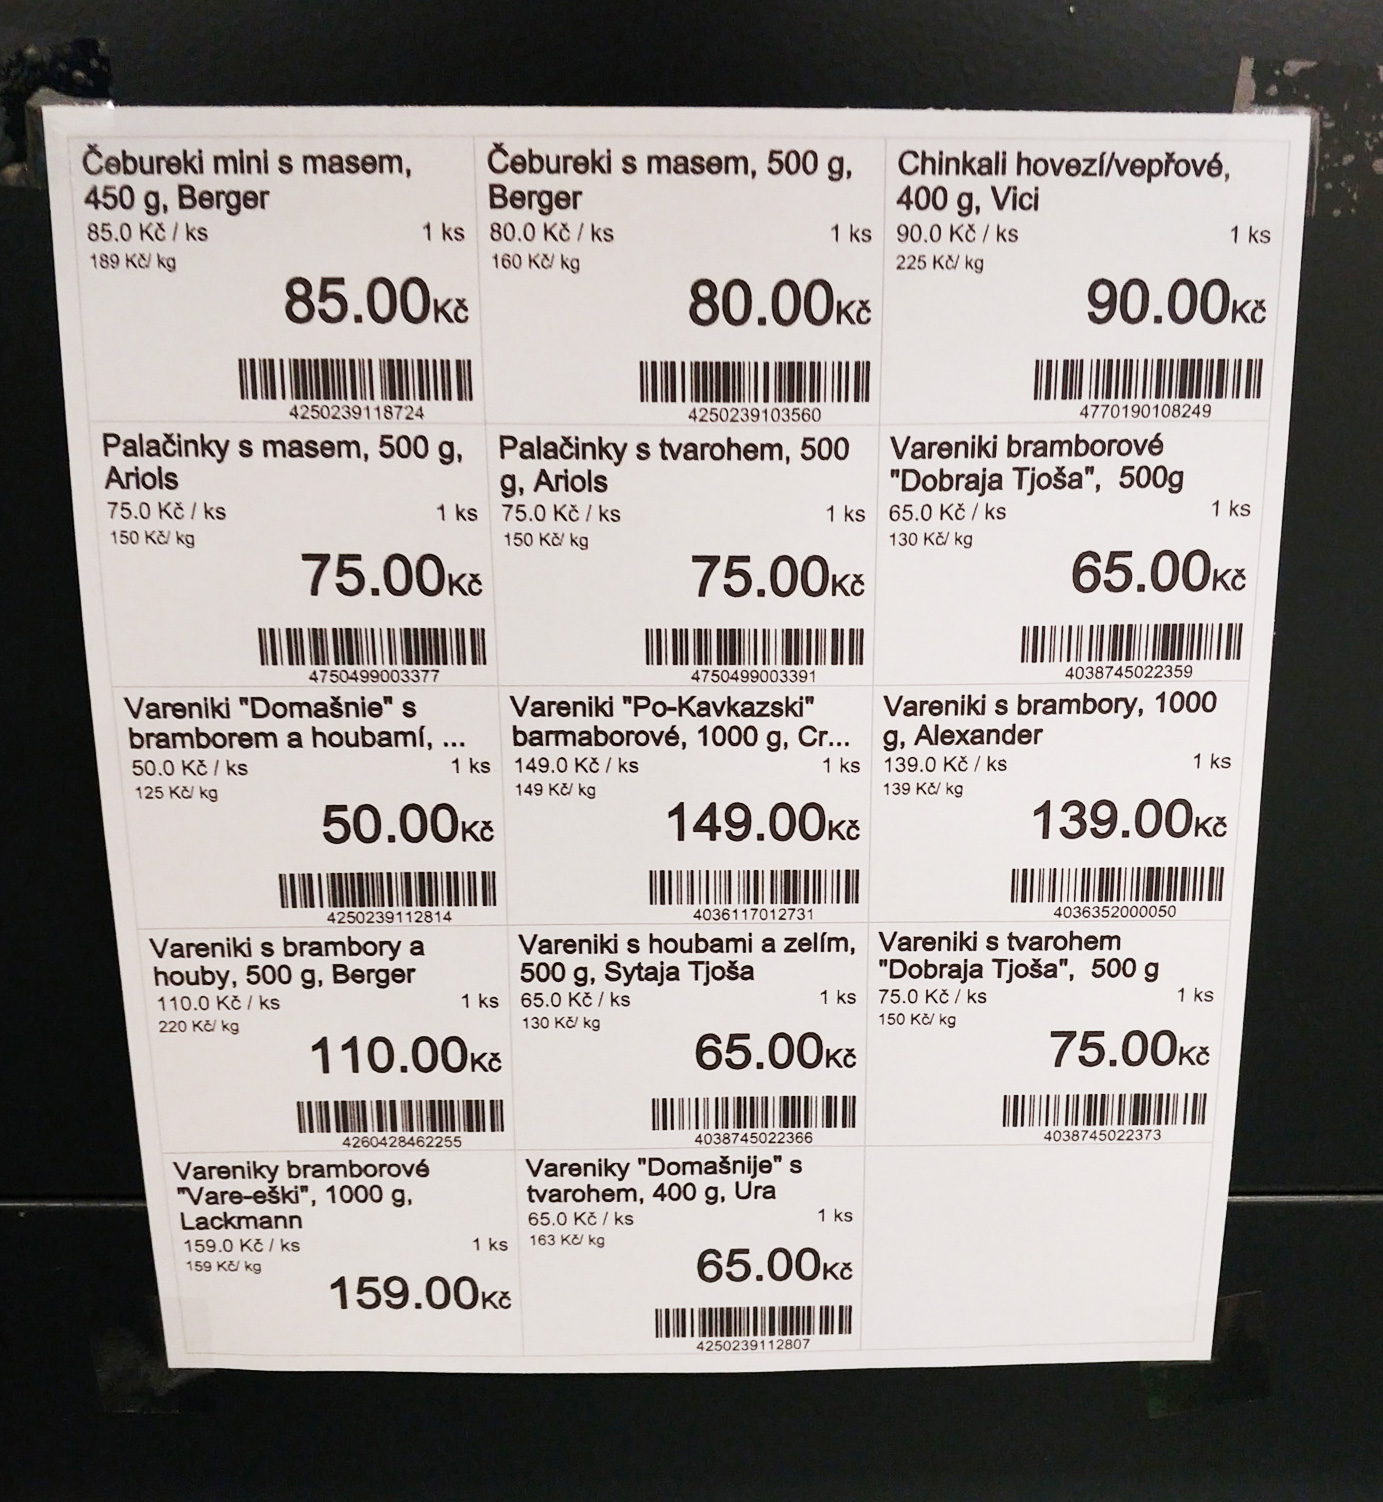 Čebureki mini s masem,
450 g, Berger
85.0 Kč / ks 1 ks
189 Kč/ kg
85.00Kč
4250239118724
Čebureki s masem, 500 g,
Berger
80.0 Kč / ks 1 ks
160 Kč/ kg
80.00Kč
4250239103560
Chinkali hovezí/vepřové,
400 g, Vici
90.0 Kč / ks 1 ks
225 Kč/ kg
90.00Kč
4770190108249
Palačinky s masem, 500 g,
Ariols
75.0 Kč / ks 1 ks
150 Kč/ kg
75.00Kč
4750499003377
Palačinky s tvarohem, 500
g, Ariols
75.0 Kč / ks 1 ks
150 Kč/ kg
75.00Kč
4750499003391
Vareniki bramborové
"Dobraja Tjoša", 500g
65.0 Kč / ks 1 ks
130 Kč/ kg
65.00Kč
4038745022359
Vareniki "Domašnie" s
bramborem a houbamí, ...
50.0 Kč / ks 1 ks
125 Kč/ kg
50.00Kč
4250239112814
Vareniki "Po-Kavkazski"
barmaborové, 1000 g, Cr...
149.0 Kč / ks 1 ks
149 Kč/ kg
149.00Kč
4036117012731
Vareniki s brambory, 1000
g, Alexander
139.0 Kč / ks 1 ks
139 Kč/ kg
139.00Kč
4036352000050
Vareniki s brambory a
houby, 500 g, Berger
110.0 Kč / ks 1 ks
220 Kč/ kg
110.00Kč
4260428462255
Vareniki s houbami a zelím,
500 g, Sytaja Tjoša
65.0 Kč / ks 1 ks
130 Kč/ kg
65.00Kč
4038745022366
Vareniki s tvarohem
"Dobraja Tjoša", 500 g
75.0 Kč / ks 1 ks
150 Kč/ kg
75.00Kč
4038745022373
Vareniky bramborové
"Vare-eški", 1000 g,
Lackmann
159.0 Kč / ks 1 ks
159 Kč/ kg
159.00Kč
Vareniky "Domašnije" s
tvarohem, 400 g, Ura
65.0 Kč / ks 1 ks
163 Kč/ kg
65.00Kč
4250239112807